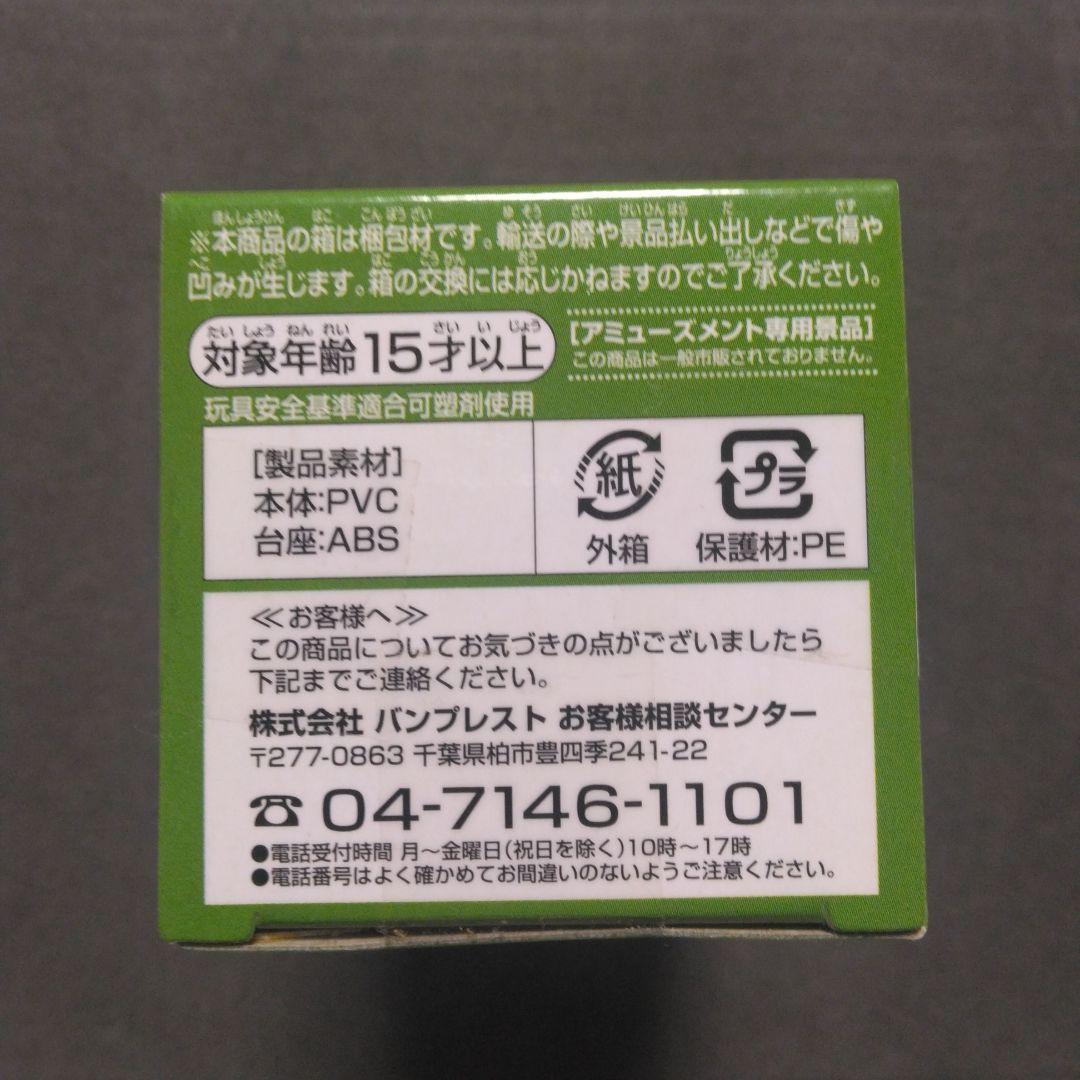 ※本商品の箱は梱包材です。輸送の際や景品払い出しなどで傷や
凹みが生じます。箱の交換には応じかねますのでご了承ください。
対象年齢15才以上
[アミューズメント専用景品]
この商品は一般市販されておりません。
玩具安全基準適合可塑剤使用
[製品素材]
本体:PVC
台座:ABS
紙
外箱
プラ
保護材:PE
≪お客様へ≫
この商品についてお気づきの点がございましたら
下記までご連絡ください。
株式会社 バンプレスト お客様相談センター
〒277-0863 千葉県柏市豊四季241-22
☎ 04-7146-1101
●電話受付時間 月～金曜日(祝日を除く)10時～17時
●電話番号はよく確かめてお間違いのないようご注意ください。